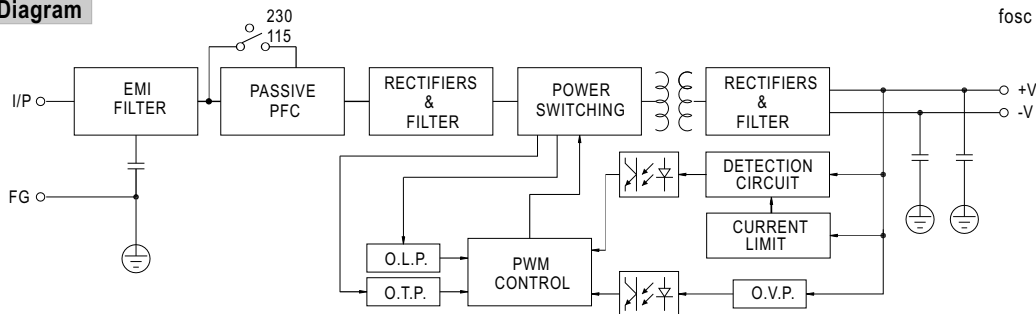 Diagram
fosc
230
115
I/P
EMI
FILTER
PASSIVE
PFC
RECTIFIERS
&
FILTER
POWER
SWITCHING
RECTIFIERS
&
FILTER
+V
-V
FG
DETECTION
CIRCUIT
CURRENT
LIMIT
O.L.P.
O.T.P.
PWM
CONTROL
O.V.P.